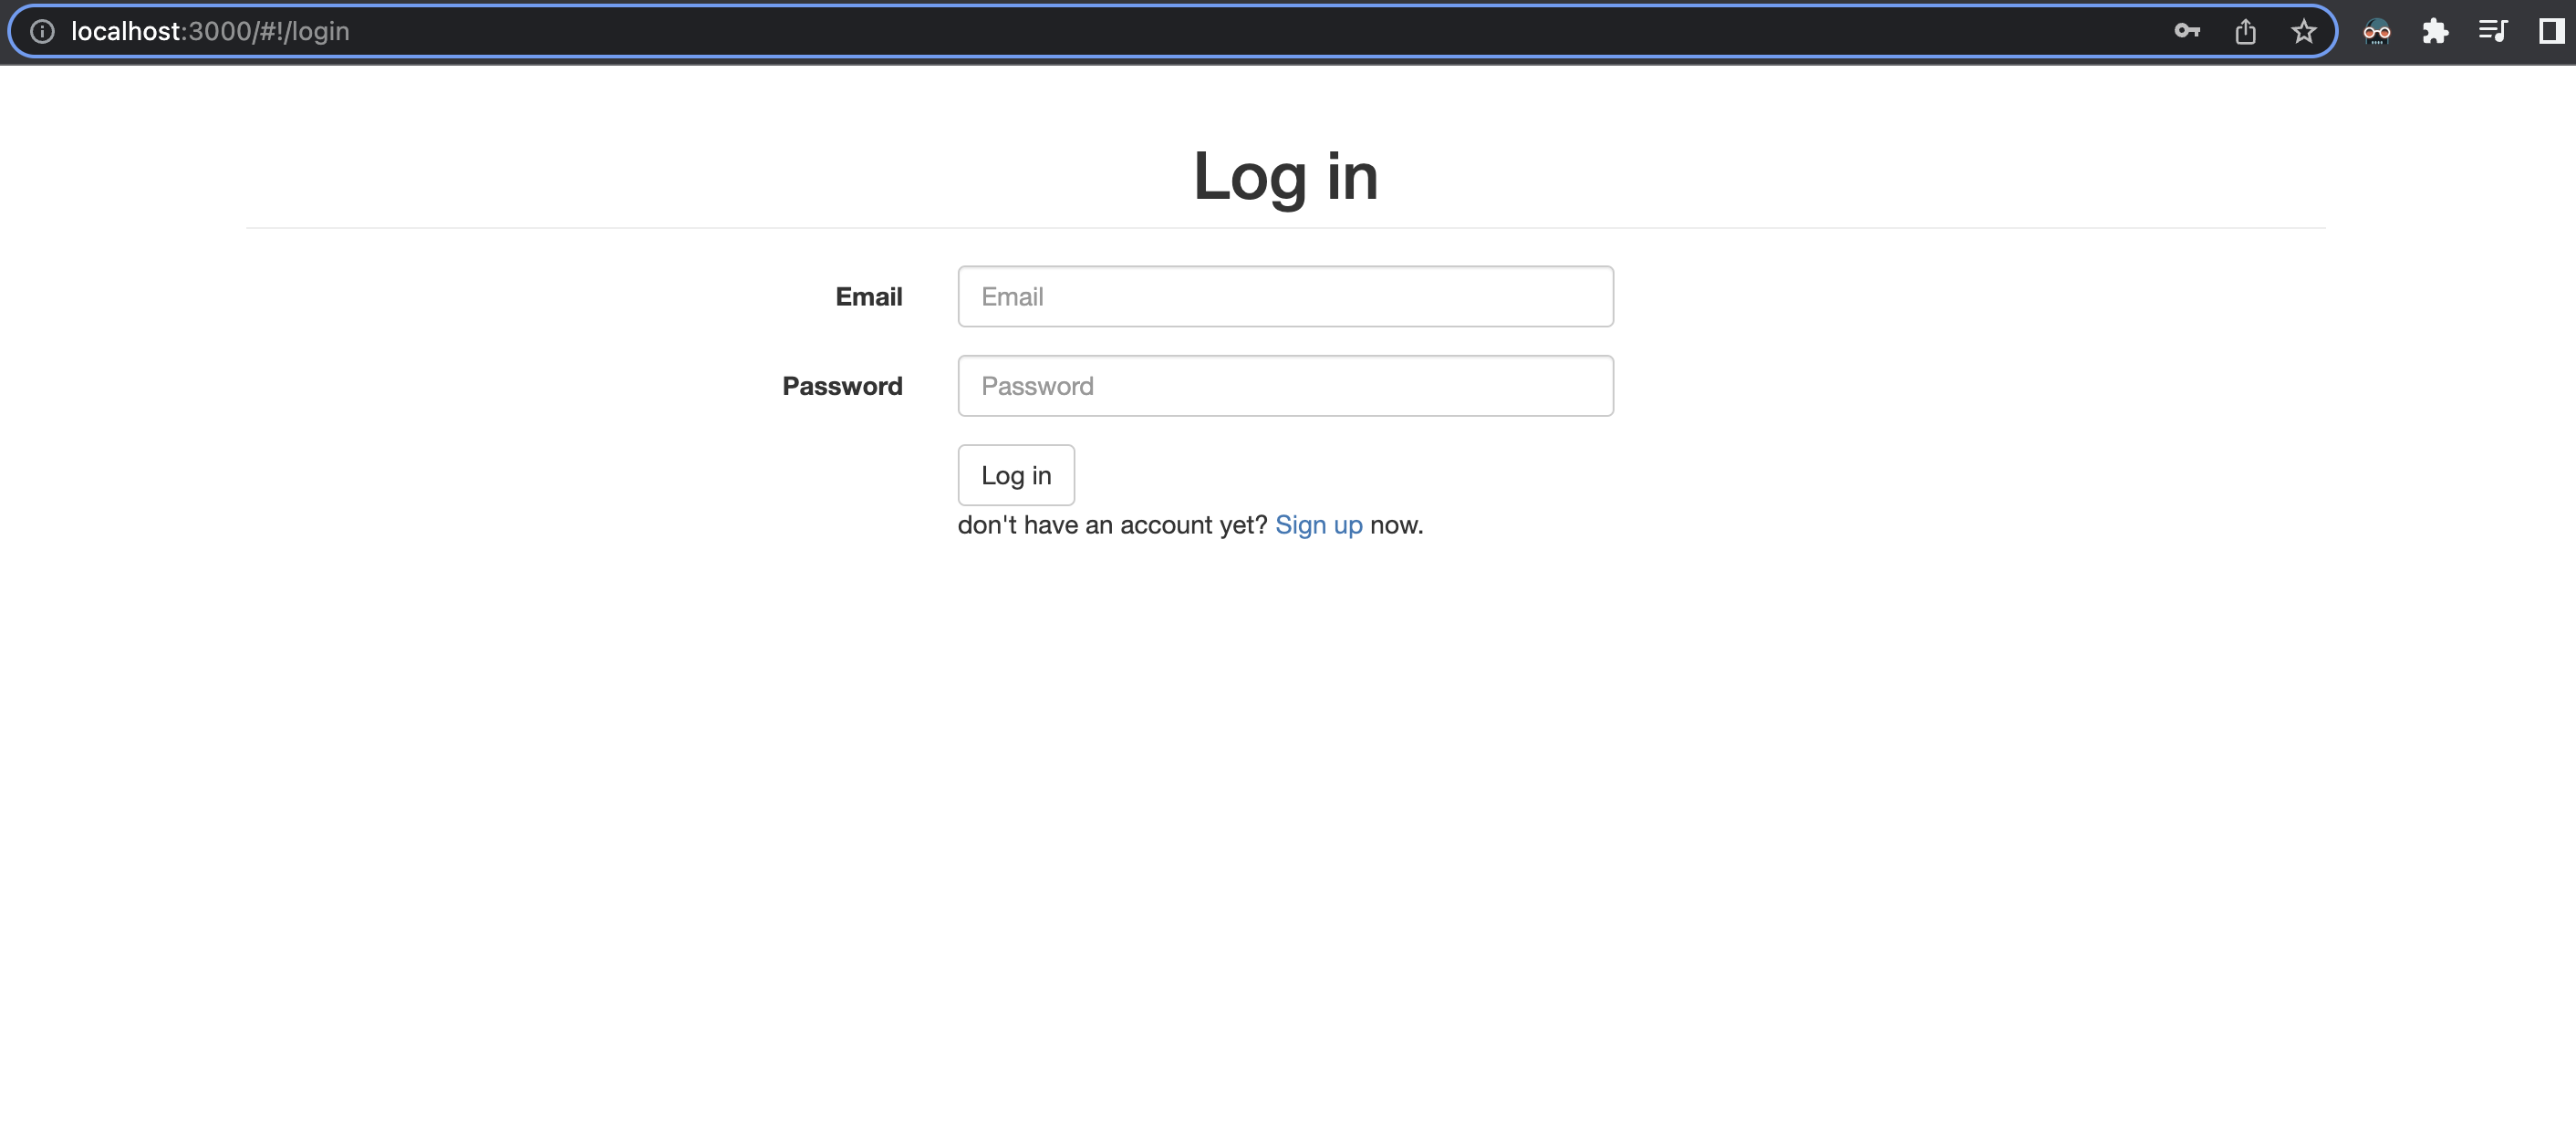 localhost:3000/#!/login
Log in
Email
Email
Password
Password
Log in
don't have an account yet? Sign up now.